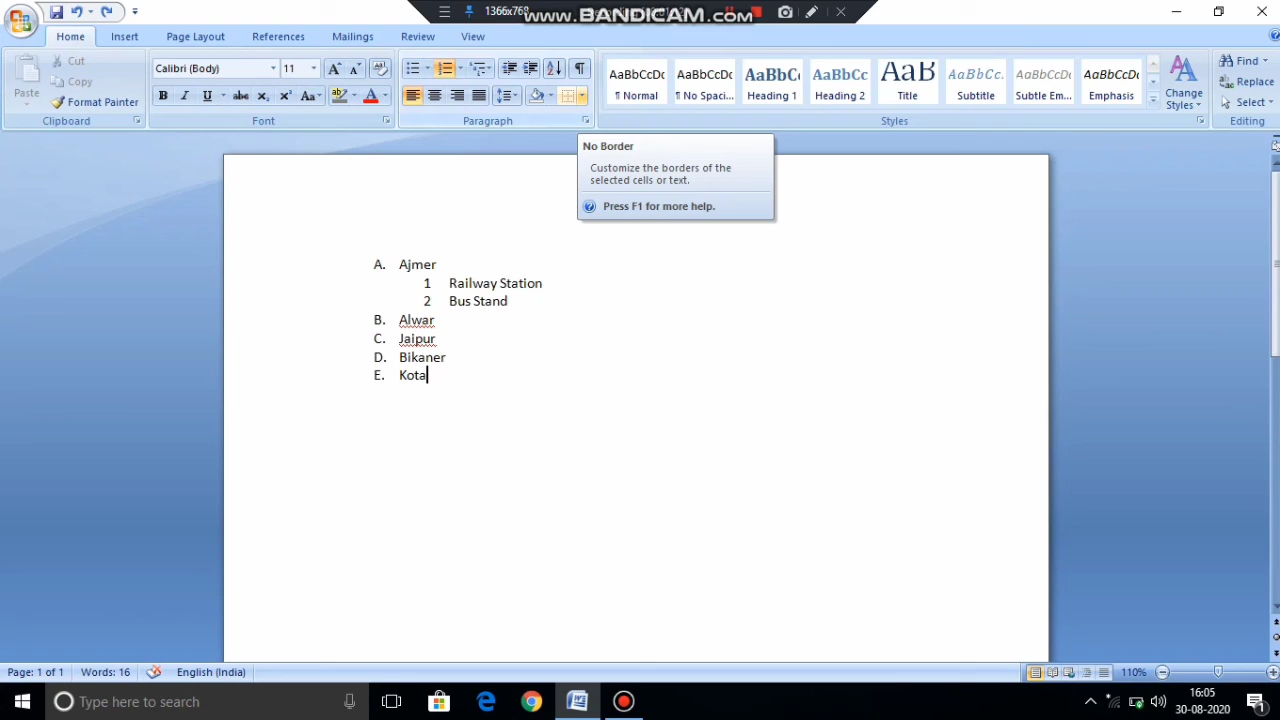 1366x768
www.BANDICAM.com
Home Insert Page Layout References Mailings Review View
Paste
Cut
Copy
Format Painter
Clipboard
Calibri (Body) 11
Font
Paragraph
AaBbCcDc AaBbCcDc AaBbC AaBbCc AaB AaBbCc. AaBbCcDc AaBbCcDc
¶ Normal ¶ No Spaci... Heading 1 Heading 2 Title Subtitle Subtle Em... Emphasis
Change Styles
Styles
Find
Replace
Select
Editing
No Border
Customize the borders of the
selected cells or text.
Press F1 for more help.
A. Ajmer
1 Railway Station
2 Bus Stand
B. Alwar
C. Jaipur
D. Bikaner
E. Kota
Page: 1 of 1 Words: 16 English (India) 110%
Type here to search
16:05
30-08-2020